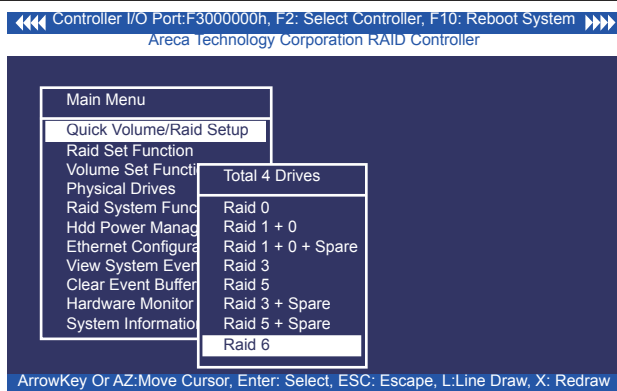 Controller I/O Port:F3000000h, F2: Select Controller, F10: Reboot System
Areca Technology Corporation RAID Controller
Main Menu
Quick Volume/Raid Setup
Raid Set Function
Volume Set Functi
Physical Drives
Raid System Func
Hdd Power Manag
Ethernet Configura
View System Even
Clear Event Buffer
Hardware Monitor
System Information
Total 4 Drives
Raid 0
Raid 1 + 0
Raid 1 + 0 + Spare
Raid 3
Raid 5
Raid 3 + Spare
Raid 5 + Spare
Raid 6
ArrowKey Or AZ:Move Cursor, Enter: Select, ESC: Escape, L:Line Draw, X: Redraw